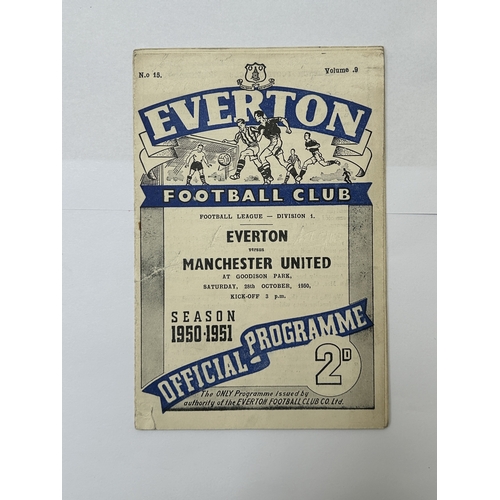 N.o 15.
Volume .9
EVERTON
FOOTBALL CLUB
FOOTBALL LEAGUE — DIVISION 1.
EVERTON
versus
MANCHESTER UNITED
AT GOODISON PARK,
SATURDAY, 28th OCTOBER, 1950,
KICK-OFF 3 p.m.
SEASON
1950-1951
OFFICIAL PROGRAMME
2D
The ONLY Programme issued by
authority of the EVERTON FOOTBALL CLUB CO. Ltd.